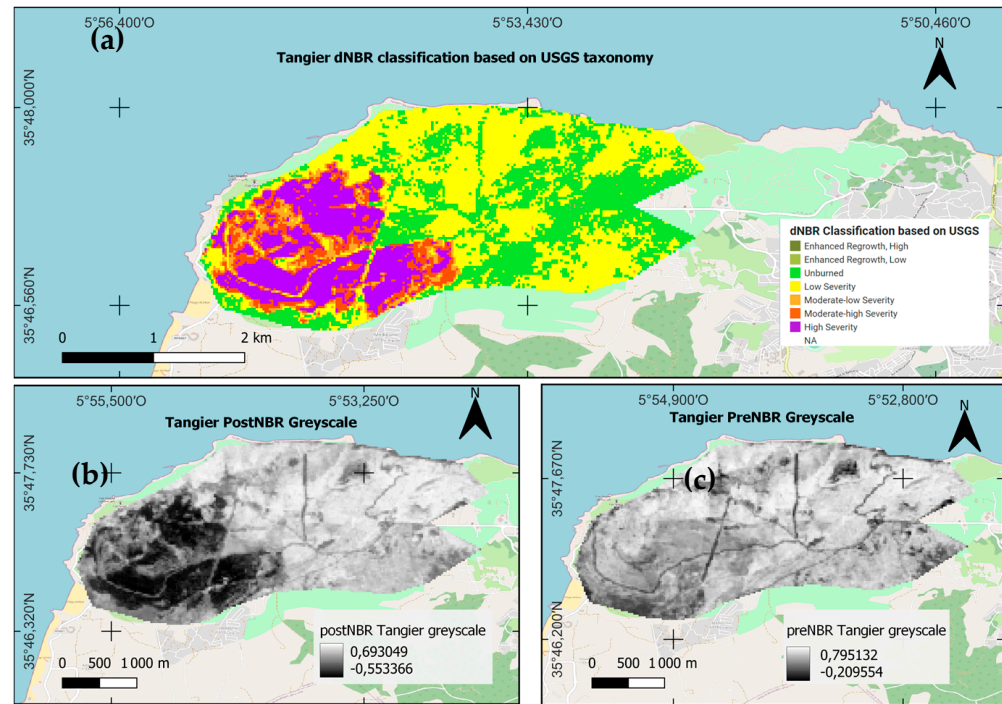 5°56,400'O
5°53,430'O
5°50,460'O
(a)
Tangier dNBR classification based on USGS taxonomy
N
35°48,000'N
35°46,560'N
0 1 2 km
dNBR Classification based on USGS
Enhanced Regrowth, High
Enhanced Regrowth, Low
Unburned
Low Severity
Moderate-low Severity
Moderate-high Severity
High Severity
NA
5°55,500'O
5°53,250'O
Tangier PostNBR Greyscale
N
(b)
35°47,730'N
35°46,320'N
postNBR Tangier greyscale
0,693049
-0,553366
0 500 1 000 m
5°54,900'O
5°52,800'O
Tangier PreNBR Greyscale
N
(c)
35°47,670'N
35°46,200'N
preNBR Tangier greyscale
0,795132
-0,209554
0 500 1 000 m